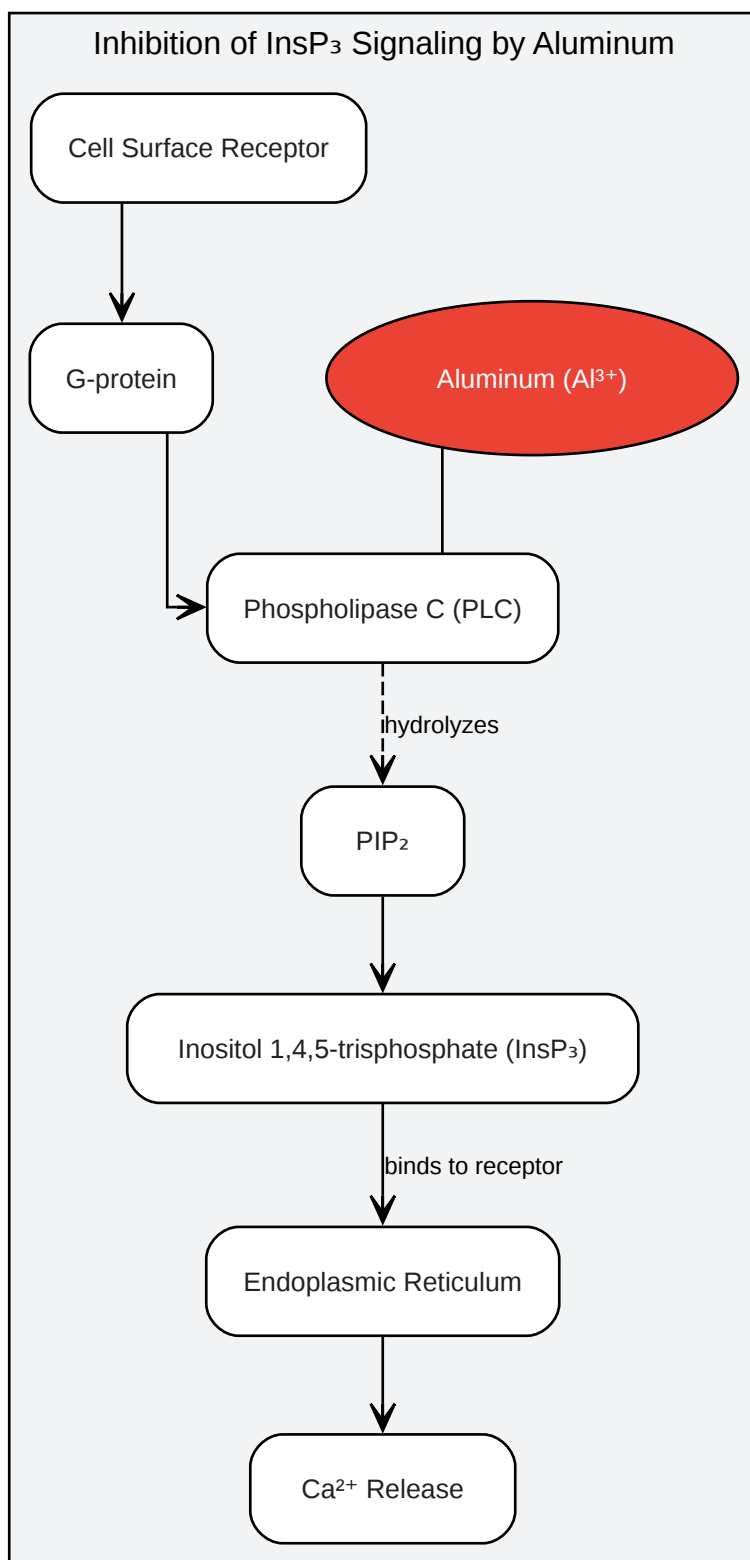 Inhibition of InsP₃ Signaling by Aluminum
Cell Surface Receptor
G-protein
Aluminum (Al³⁺)
Phospholipase C (PLC)
hydrolyzes
PIP₂
Inositol 1,4,5-trisphosphate (InsP₃)
binds to receptor
Endoplasmic Reticulum
Ca²⁺ Release